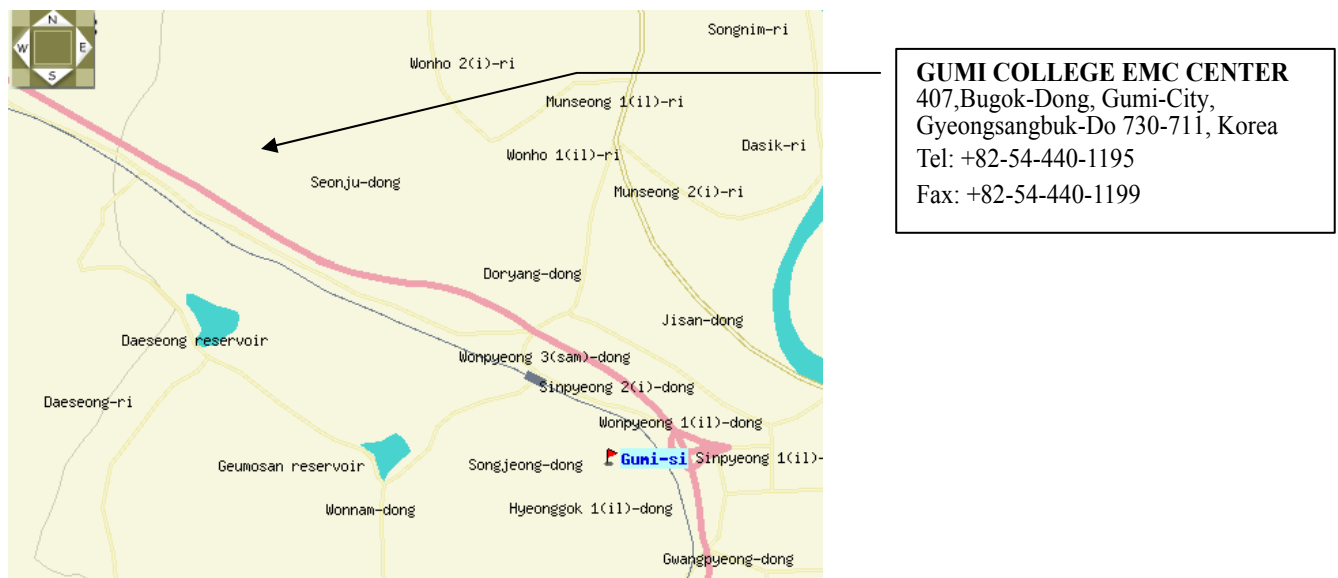 N
W E
S
Songnim-ri
Wonho 2(i)-ri
Munseong 1(il)-ri
Dasik-ri
Wonho 1(il)-ri
Seonju-dong
Munseong 2(i)-ri
Doryang-dong
Jisan-dong
Daeseong reservoir
Wonpyeong 3(sam)-dong
Sinpyeong 2(i)-dong
Daeseong-ri
Wonpyeong 1(il)-dong
Gumi-si
Sinpyeong 1(il)-
Geumosan reservoir
Songjeong-dong
Wonnam-dong
Hyeonggok 1(il)-dong
Gwangpyeong-dong
GUMI COLLEGE EMC CENTER
407,Bugok-Dong, Gumi-City,
Gyeongsangbuk-Do 730-711, Korea
Tel: +82-54-440-1195
Fax: +82-54-440-1199